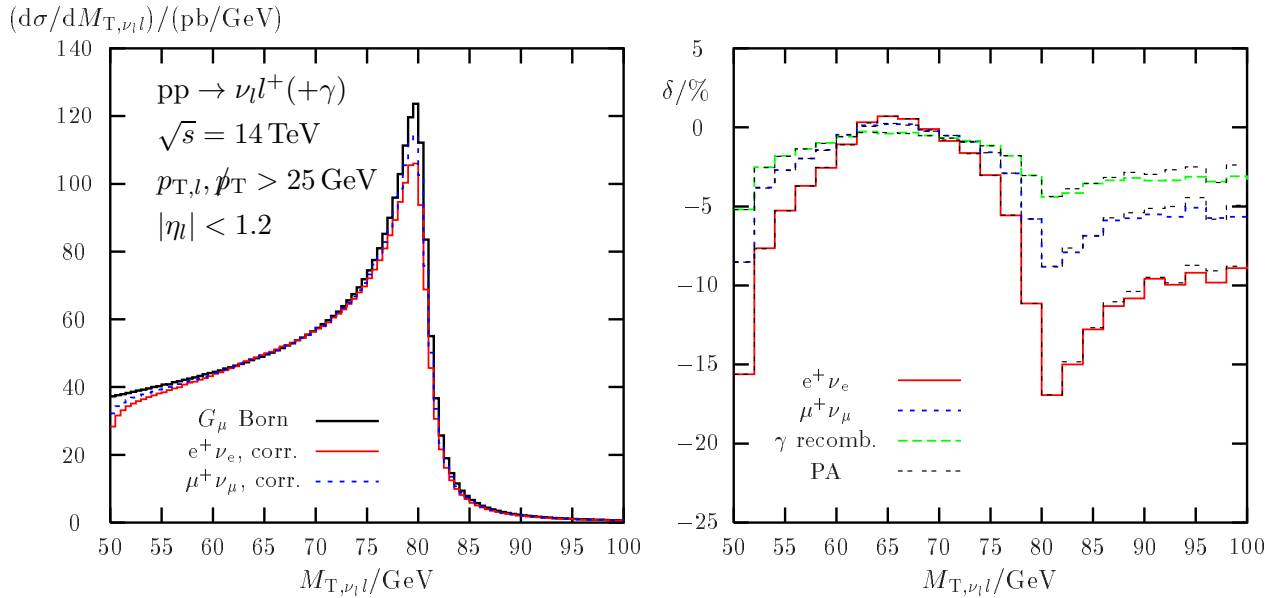 (dσ/dM_{T,ν_l l})/(pb/GeV)
140
120
100
80
60
40
20
0
pp → ν_l l⁺(+γ)
√s = 14 TeV
p_{T,l}, p̸_T > 25 GeV
|η_l| < 1.2
G_μ Born
e⁺ν_e, corr.
μ⁺ν_μ, corr.
50 55 60 65 70 75 80 85 90 95 100
M_{T,ν_l l}/GeV
δ/%
5
0
−5
−10
−15
−20
−25
e⁺ν_e
μ⁺ν_μ
γ recomb.
PA
50 55 60 65 70 75 80 85 90 95 100
M_{T,ν_l l}/GeV